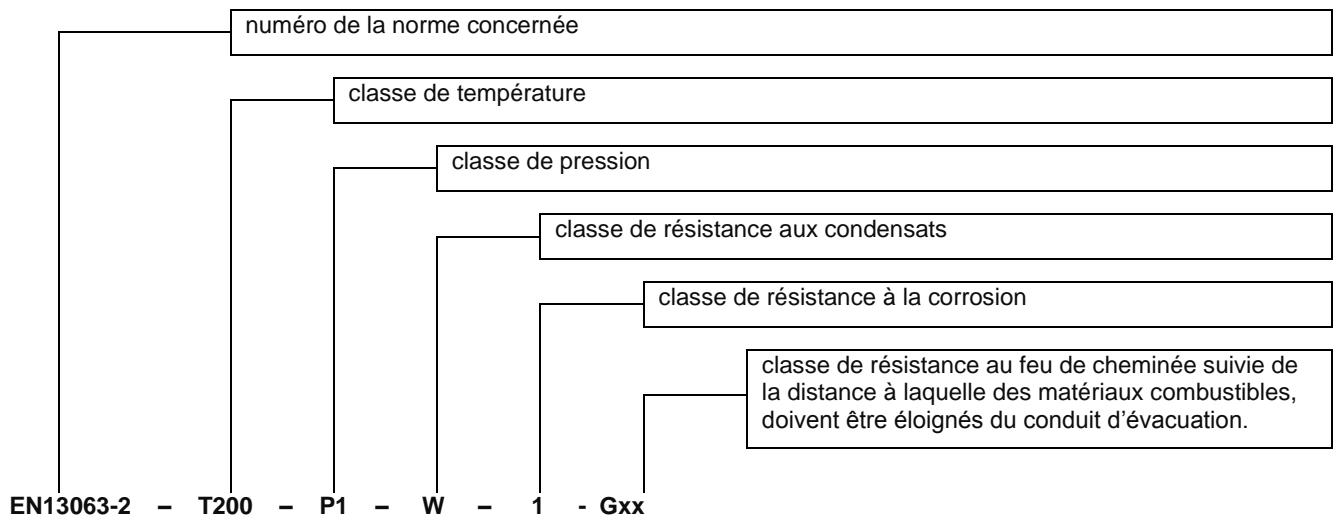 numéro de la norme concernée
classe de température
classe de pression
classe de résistance aux condensats
classe de résistance à la corrosion
classe de résistance au feu de cheminée suivie de
la distance à laquelle des matériaux combustibles,
doivent être éloignés du conduit d’évacuation.
EN13063-2 – T200 – P1 – W – 1 - Gxx